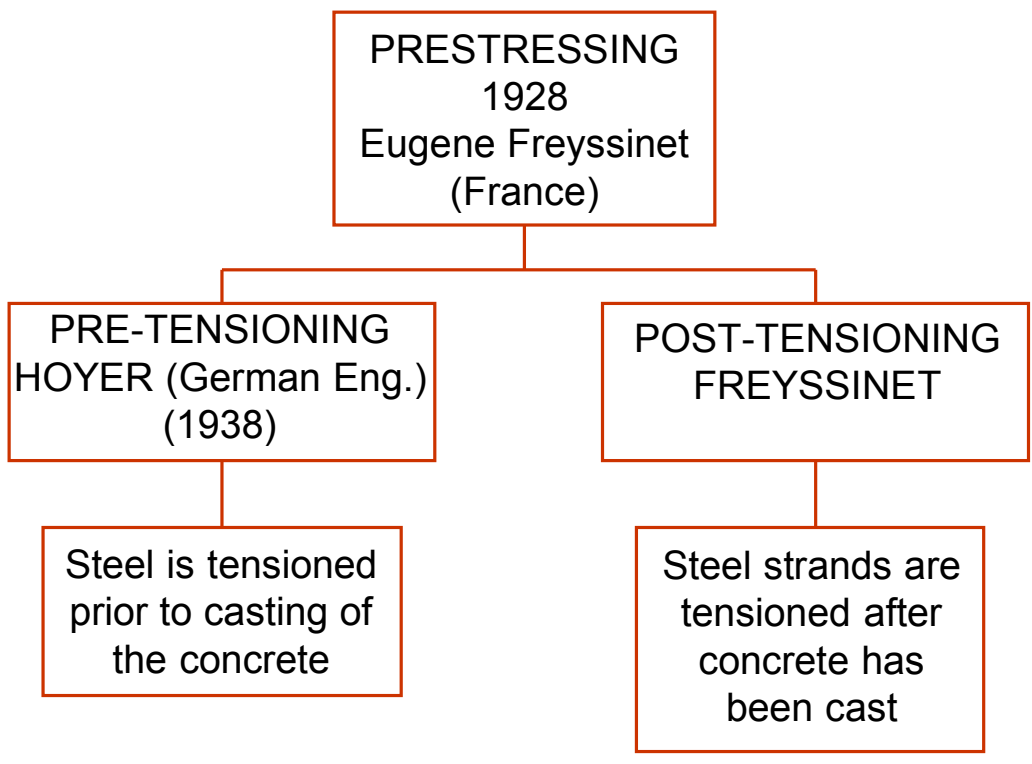 PRESTRESSING
1928
Eugene Freyssinet
(France)
PRE-TENSIONING
HOYER (German Eng.)
(1938)
POST-TENSIONING
FREYSSINET
Steel is tensioned
prior to casting of
the concrete
Steel strands are
tensioned after
concrete has
been cast